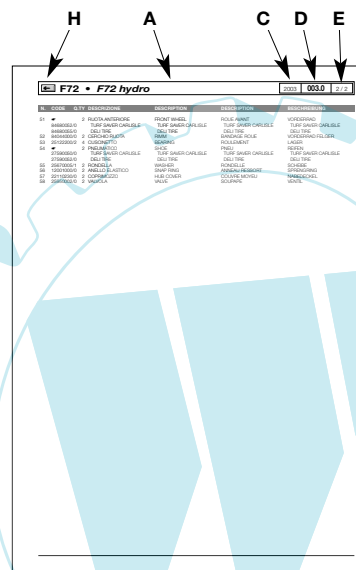 H A C D E
F72 • F72 hydro 2003 003.0 2 / 2
N. CODE Q.TY DESCRIZIONE DESCRIPTION DESCRIPTION BESCHREIBUNG
51 2 RUOTA ANTERIORE FRONT WHEEL ROUE AVANT VORDERRAD
TURF SAVER CARLISLE TURF SAVER CARLISLE TURF SAVER CARLISLE TURF SAVER CARLISLE
DELI TIRE DELI TIRE DELI TIRE DELI TIRE
52 2 CERCHIO RUOTA BANDAGE ROUE
53 4 CUSCINETTO BEARING ROULEMENT LAGER
54 2 PNEUMATICO SHOE PNEU REIFEN
TURF SAVER CARLISLE TURF SAVER CARLISLE TURF SAVER CARLISLE TURF SAVER CARLISLE
DELI TIRE DELI TIRE DELI TIRE DELI TIRE
55 2 RONDELLA WASHER RONDELLE SCHEIBE
56 2 ANELLO ELASTICO SNAP RING ANNEAU RESSORT SPRENGRING
57 2 COPRIMOZZO HUB COVER COUVRE MOYEU NABEDECKEL
58 2 VALVOLA VALVE SOUPAPE VENTIL